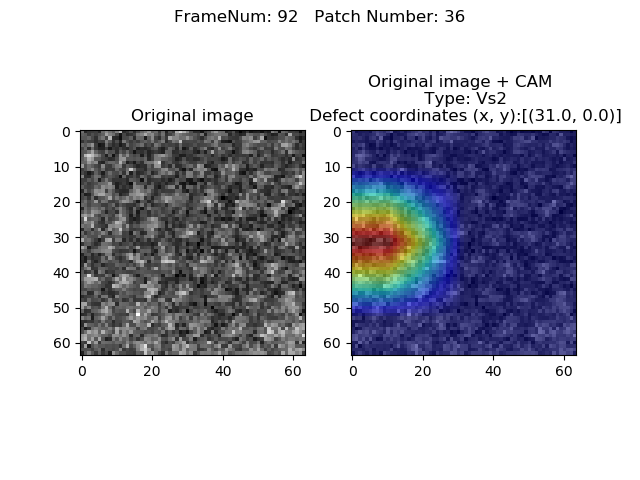 FrameNum: 92   Patch Number: 36
Original image
Original image + CAM
Type: Vs2
Defect coordinates (x, y):[(31.0, 0.0)]
0
10
20
30
40
50
60
0 20 40 60
0
10
20
30
40
50
60
0 20 40 60